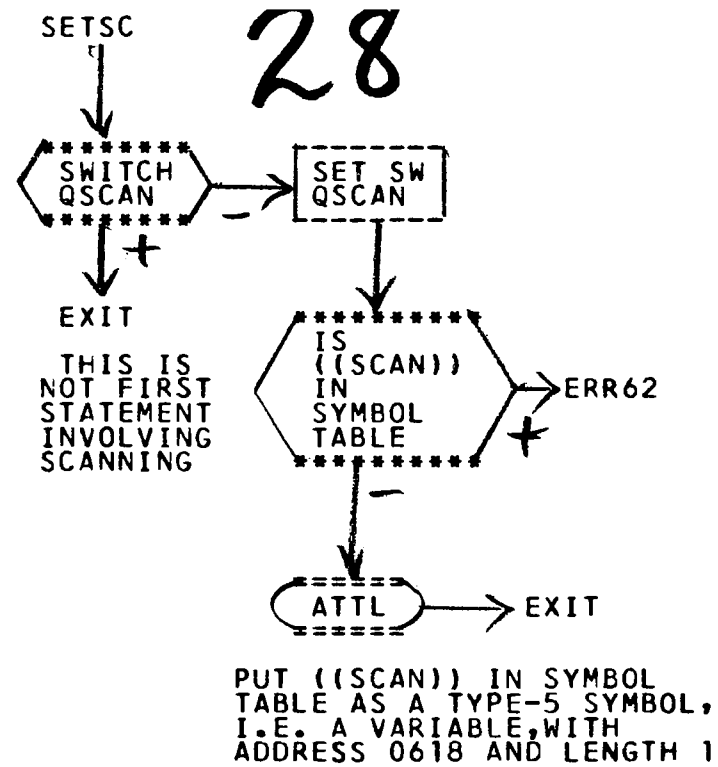 SETSC
28
SWITCH
QSCAN
-
SET SW
QSCAN
+
EXIT
THIS IS
NOT FIRST
STATEMENT
INVOLVING
SCANNING
IS
((SCAN))
IN
SYMBOL
TABLE
ERR62
+
-
ATTL
EXIT
PUT ((SCAN)) IN SYMBOL
TABLE AS A TYPE-5 SYMBOL,
I.E. A VARIABLE,WITH
ADDRESS 0618 AND LENGTH 1